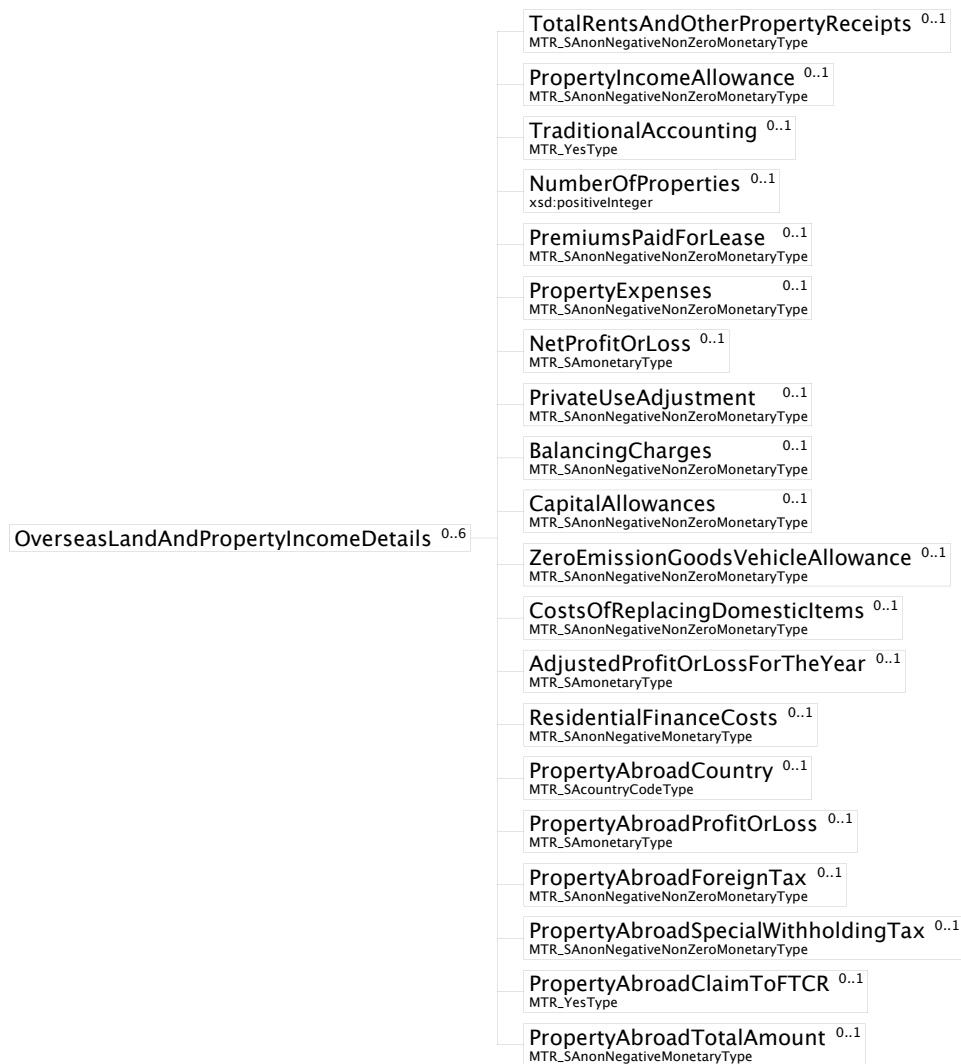 TotalRentsAndOtherPropertyReceipts 0..1
MTR_SAnonNegativeNonZeroMonetaryType
PropertyIncomeAllowance 0..1
MTR_SAnonNegativeNonZeroMonetaryType
TraditionalAccounting 0..1
MTR_YesType
NumberOfProperties 0..1
xsd:positiveInteger
PremiumsPaidForLease 0..1
MTR_SAnonNegativeNonZeroMonetaryType
PropertyExpenses 0..1
MTR_SAnonNegativeNonZeroMonetaryType
NetProfitOrLoss 0..1
MTR_SAmonetaryType
PrivateUseAdjustment 0..1
MTR_SAnonNegativeNonZeroMonetaryType
BalancingCharges 0..1
MTR_SAnonNegativeNonZeroMonetaryType
CapitalAllowances 0..1
MTR_SAnonNegativeNonZeroMonetaryType
OverseasLandAndPropertyIncomeDetails 0..6
ZeroEmissionGoodsVehicleAllowance 0..1
MTR_SAnonNegativeNonZeroMonetaryType
CostsOfReplacingDomesticItems 0..1
MTR_SAnonNegativeNonZeroMonetaryType
AdjustedProfitOrLossForTheYear 0..1
MTR_SAmonetaryType
ResidentialFinanceCosts 0..1
MTR_SAnonNegativeMonetaryType
PropertyAbroadCountry 0..1
MTR_SAcountryCodeType
PropertyAbroadProfitOrLoss 0..1
MTR_SAmonetaryType
PropertyAbroadForeignTax 0..1
MTR_SAnonNegativeNonZeroMonetaryType
PropertyAbroadSpecialWithholdingTax 0..1
MTR_SAnonNegativeNonZeroMonetaryType
PropertyAbroadClaimToFTCR 0..1
MTR_YesType
PropertyAbroadTotalAmount 0..1
MTR_SAnonNegativeMonetaryType